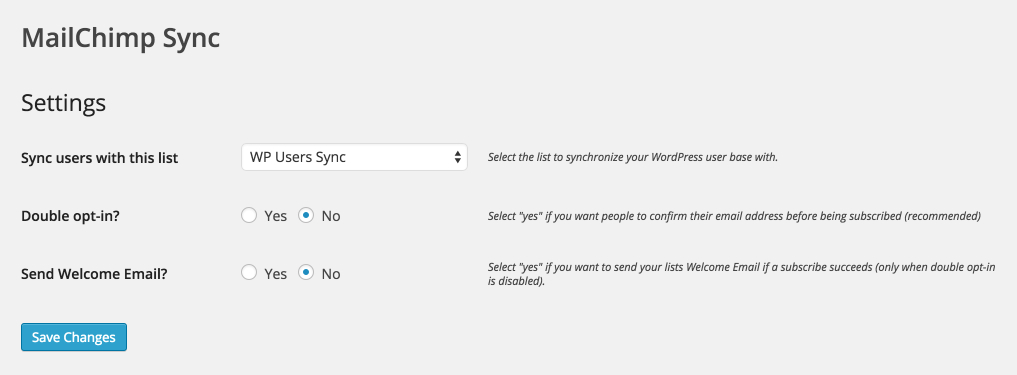 MailChimp Sync
Settings
Sync users with this list
WP Users Sync
Select the list to synchronize your WordPress user base with.
Double opt-in?
Yes
No
Select "yes" if you want people to confirm their email address before being subscribed (recommended)
Send Welcome Email?
Yes
No
Select "yes" if you want to send your lists Welcome Email if a subscribe succeeds (only when double opt-in
is disabled).
Save Changes